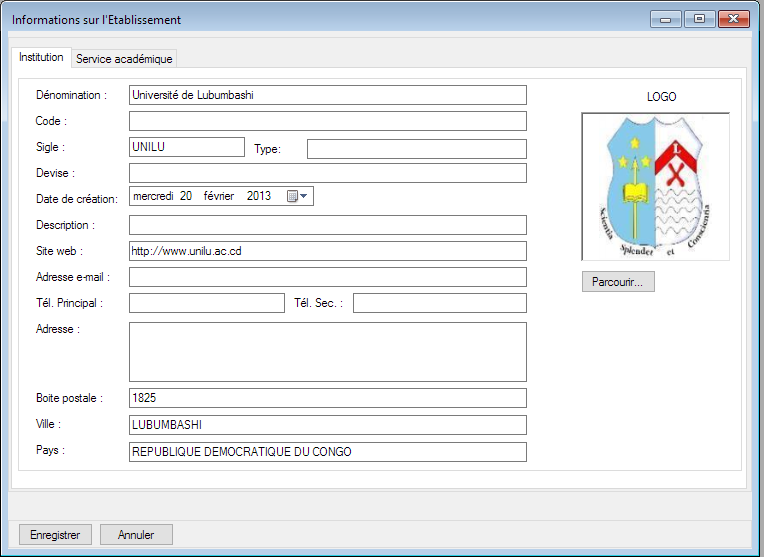 Informations sur l'Etablissement
Institution Service académique
Dénomination : Université de Lubumbashi
LOGO
Code :
Sigle : UNILU Type:
Devise :
Date de création: mercredi 20 février 2013
Description :
Site web : http://www.unilu.ac.cd
Adresse e-mail :
Tél. Principal : Tél. Sec. :
Adresse :
Boite postale : 1825
Ville : LUBUMBASHI
Pays : REPUBLIQUE DEMOCRATIQUE DU CONGO
L
Scientia Splendet et Conscientia
Parcourir...
Enregistrer Annuler